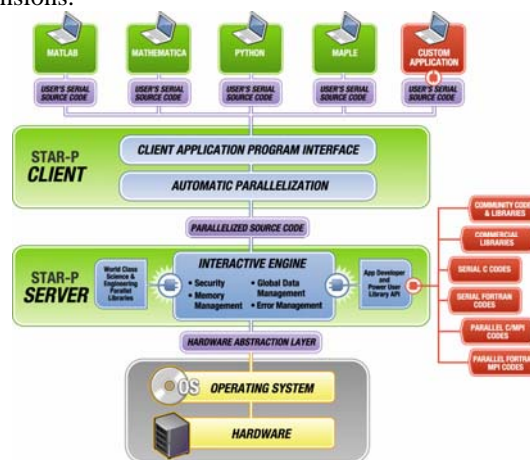 nsions.
MATLAB
MATHEMATICA
PYTHON
MAPLE
CUSTOM
APPLICATION
USER'S SERIAL
SOURCE CODE
USER'S SERIAL
SOURCE CODE
USER'S SERIAL
SOURCE CODE
USER'S SERIAL
SOURCE CODE
USER'S SERIAL
SOURCE CODE
STAR-P
CLIENT
CLIENT APPLICATION PROGRAM INTERFACE
AUTOMATIC PARALLELIZATION
PARALLELIZED SOURCE CODE
STAR-P
SERVER
World Class
Science &
Engineering
Parallel
Libraries
INTERACTIVE ENGINE
• Security
• Memory
Management
• Global Data
Management
• Error Management
App Developer
and
Power User
Library API
COMMUNITY CODE
& LIBRARIES
COMMERCIAL
LIBRARIES
SERIAL C CODES
SERIAL FORTRAN
CODES
PARALLEL C/MPI
CODES
PARALLEL FORTRA
MPI CODES
HARDWARE ABSTRACTION LAYER
OS
OPERATING SYSTEM
HARDWARE